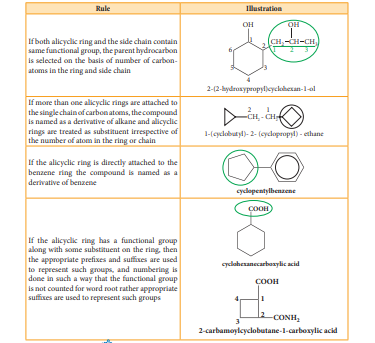 Rule
Illustration
If both alicyclic ring and the side chain contain
same functional group, the parent hydrocarbon
is selected on the basis of number of carbon-
atoms in the ring and side chain
OH
OH
1
2
CH₂-CH-CH₃
1 2 3
6
5
3
4
2-(2-hydroxypropyl)cyclohexan-1-ol
If more than one alicyclic rings are attached to
the single chain of carbon atoms, the compound
is named as a derivative of alkane and alicyclic
rings are treated as substituent irrespective of
the number of atom in the ring or chain
2 1
CH₂ - CH₂
1-(cyclobutyl)- 2- (cyclopropyl) - ethane
If the alicyclic ring is directly attached to the
benzene ring the compound is named as a
derivative of benzene
cyclopentylbenzene
If the alicyclic ring has a functional group
along with some substituent on the ring, then
the appropriate prefixes and suffixes are used
to represent such groups, and numbering is
done in such a way that the functional group
is not counted for word root rather appropriate
suffixes are used to represent such groups
COOH
cyclohexanecarboxylic acid
COOH
4 1
3 2
CONH₂
2-carbamoylcyclobutane-1-carboxylic acid